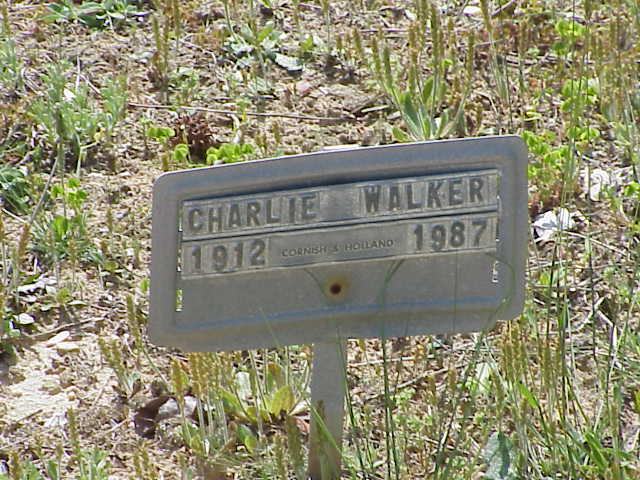 CHARLIE WALKER
1912 CORNISH & HOLLAND 1987